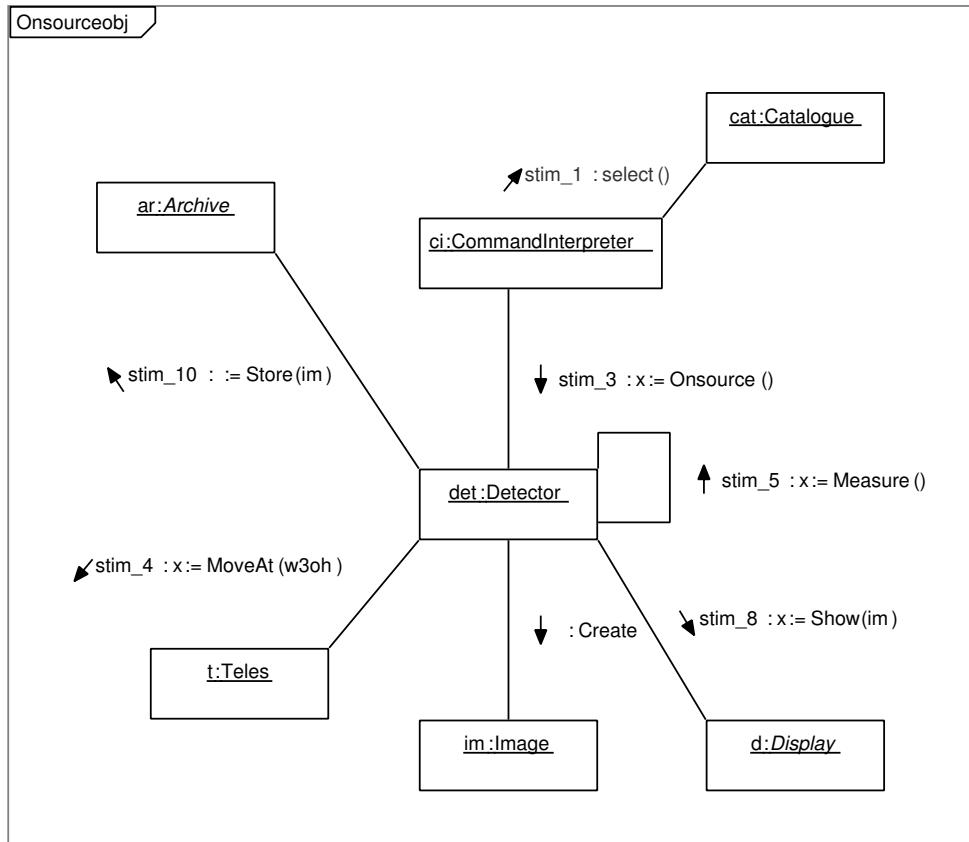 Onsourceobj
cat:Catalogue
stim_1 : select ()
ar:Archive
ci:CommandInterpreter
stim_10 : := Store(im)
stim_3 : x:= Onsource ()
det:Detector
stim_5 : x:= Measure ()
stim_4 : x:= MoveAt (w3oh )
stim_8 : x:= Show(im)
: Create
t:Teles
im:Image
d:Display